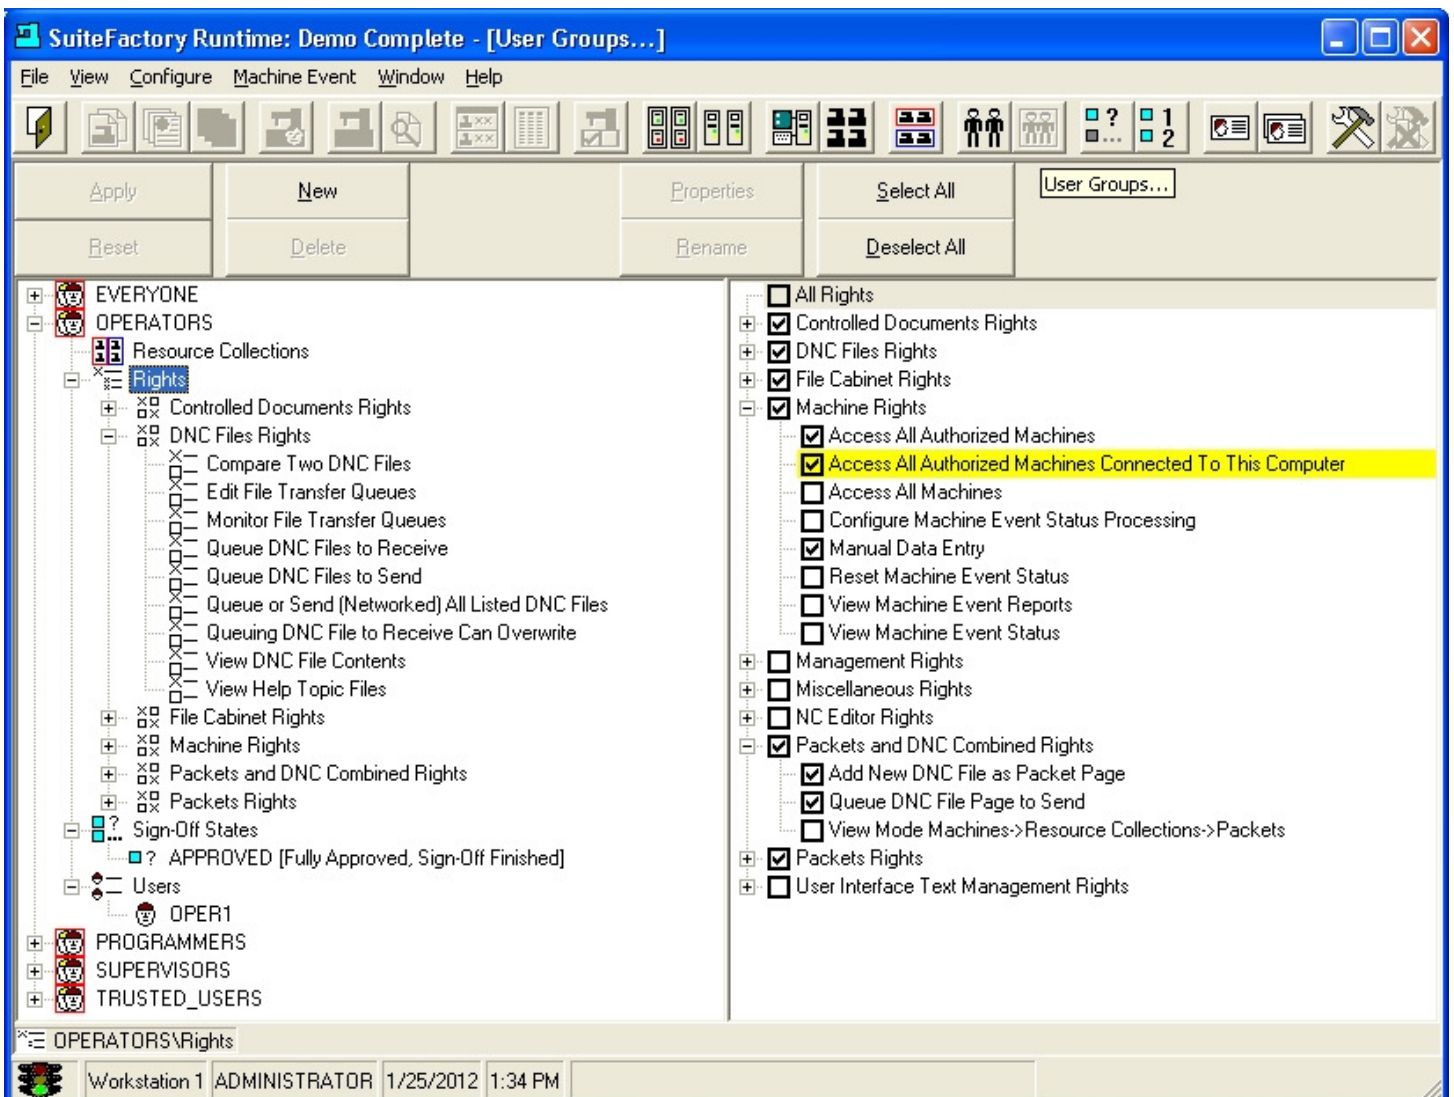 SuiteFactory Runtime: Demo Complete - [User Groups...]
File View Configure Machine Event Window Help
Apply New Properties Select All User Groups...
Reset Delete Rename Deselect All
EVERYONE
OPERATORS
Resource Collections
Rights
Controlled Documents Rights
DNC Files Rights
Compare Two DNC Files
Edit File Transfer Queues
Monitor File Transfer Queues
Queue DNC Files to Receive
Queue DNC Files to Send
Queue or Send (Networked) All Listed DNC Files
Queuing DNC File to Receive Can Overwrite
View DNC File Contents
View Help Topic Files
File Cabinet Rights
Machine Rights
Packets and DNC Combined Rights
Packets Rights
Sign-Off States
APPROVED [Fully Approved, Sign-Off Finished]
Users
OPER1
PROGRAMMERS
SUPERVISORS
TRUSTED_USERS
All Rights
Controlled Documents Rights
DNC Files Rights
File Cabinet Rights
Machine Rights
Access All Authorized Machines
Access All Authorized Machines Connected To This Computer
Access All Machines
Configure Machine Event Status Processing
Manual Data Entry
Reset Machine Event Status
View Machine Event Reports
View Machine Event Status
Management Rights
Miscellaneous Rights
NC Editor Rights
Packets and DNC Combined Rights
Add New DNC File as Packet Page
Queue DNC File Page to Send
View Mode Machines->Resource Collections->Packets
Packets Rights
User Interface Text Management Rights
OPERATORS\Rights
Workstation 1 ADMINISTRATOR 1/25/2012 1:34 PM